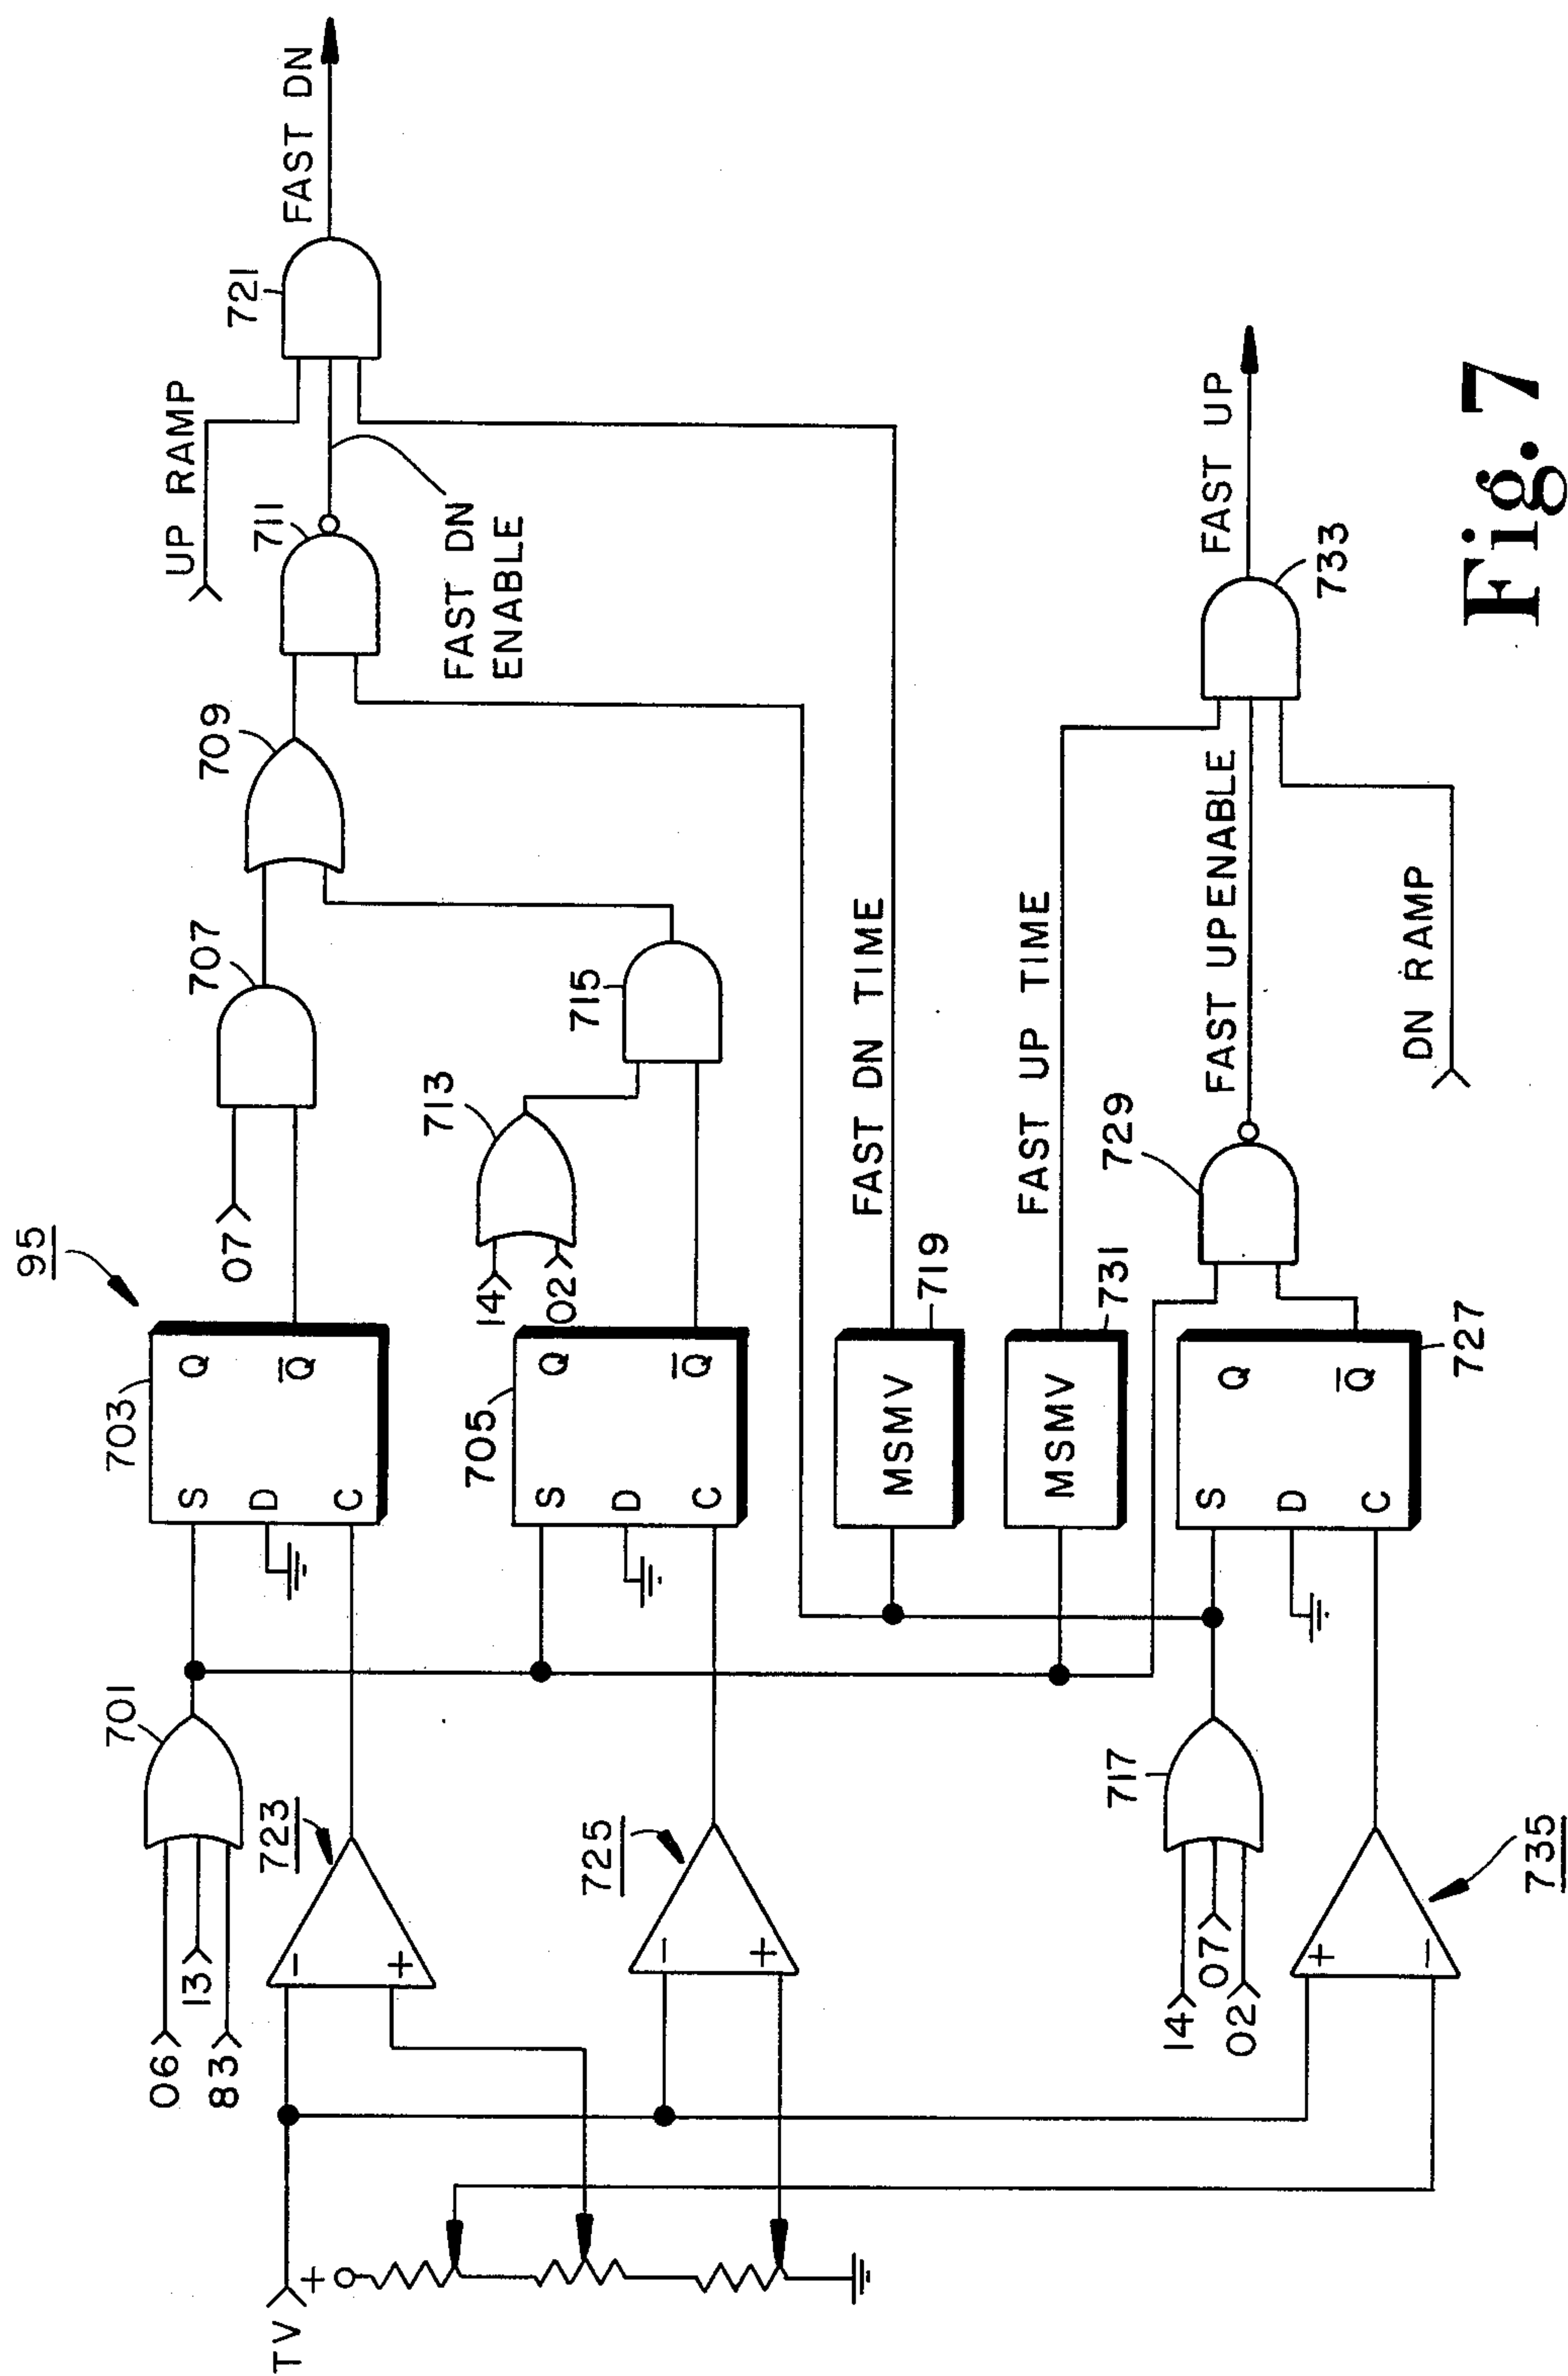 95
703
S
Q
D
C
Q
701
06
13
83
723
07
707
709
711
UP RAMP
721
FAST DN
FAST DN
ENABLE
TV
+
-
+
705
S
Q
D
C
Q
14
02
713
715
725
-
+
MSMV
719
FAST DN TIME
MSMV
731
FAST UP TIME
717
14
07
02
S
Q
D
C
Q
727
729
FAST UPENABLE
733
FAST UP
DN RAMP
+
-
735
Fig. 7